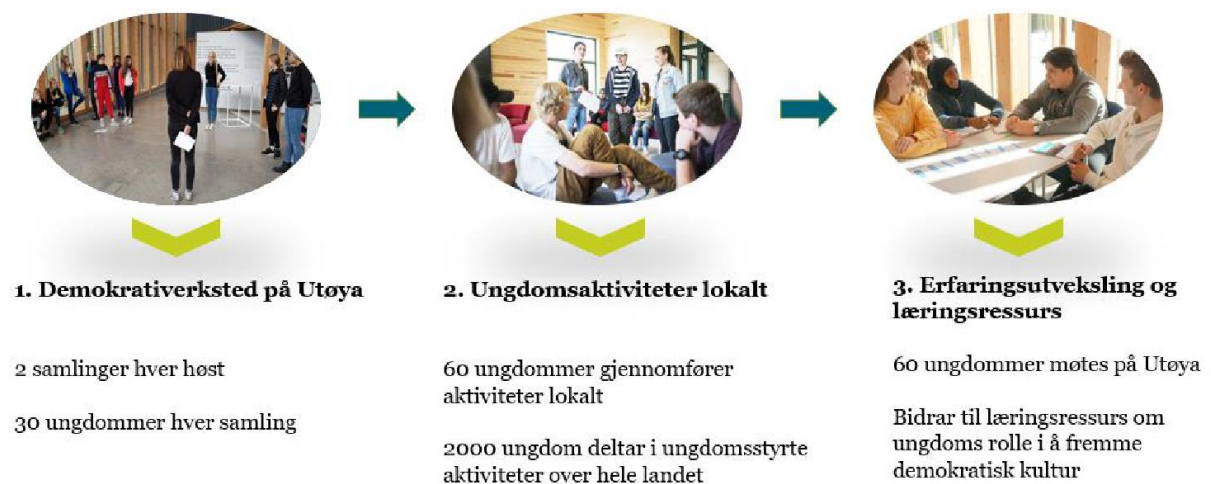 1. Demokrativerksted på Utøya
2 samlinger hver høst
30 ungdommer hver samling
2. Ungdomsaktiviteter lokalt
60 ungdommer gjennomfører
aktiviteter lokalt
2000 ungdom deltar i ungdomsstyrte
aktiviteter over hele landet
3. Erfaringsutveksling og
læringsressurs
60 ungdommer møtes på Utøya
Bidrar til læringsressurs om
ungdoms rolle i å fremme
demokratisk kultur